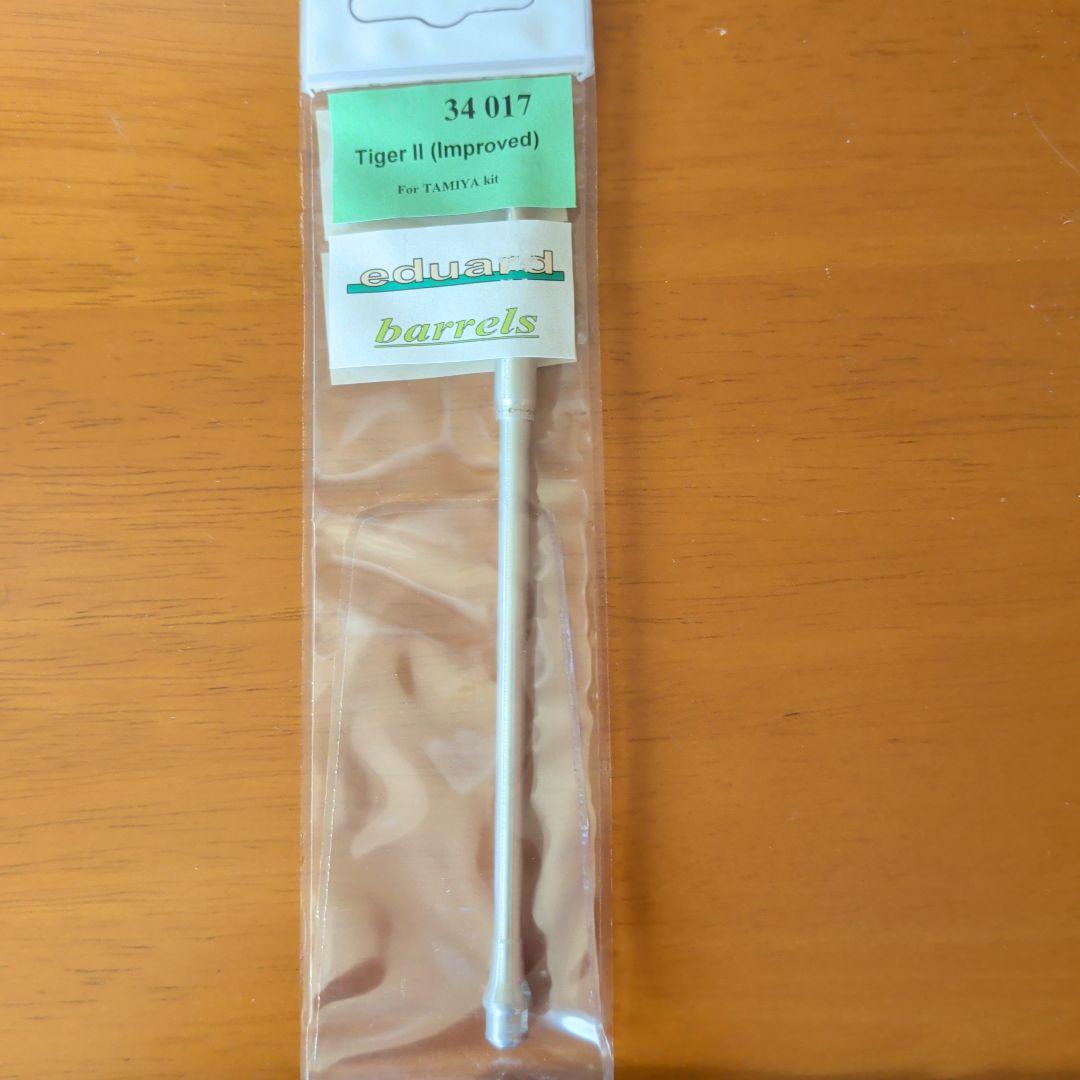 34 017
Tiger II (Improved)
For TAMIYA kit
eduard
barrels